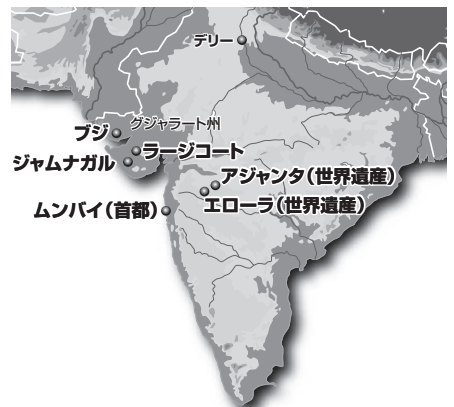 デリー
グジャラート州
ブジ
ラージコート
ジャムナガル
アジャンタ（世界遺産）
エローラ（世界遺産）
ムンバイ（首都）